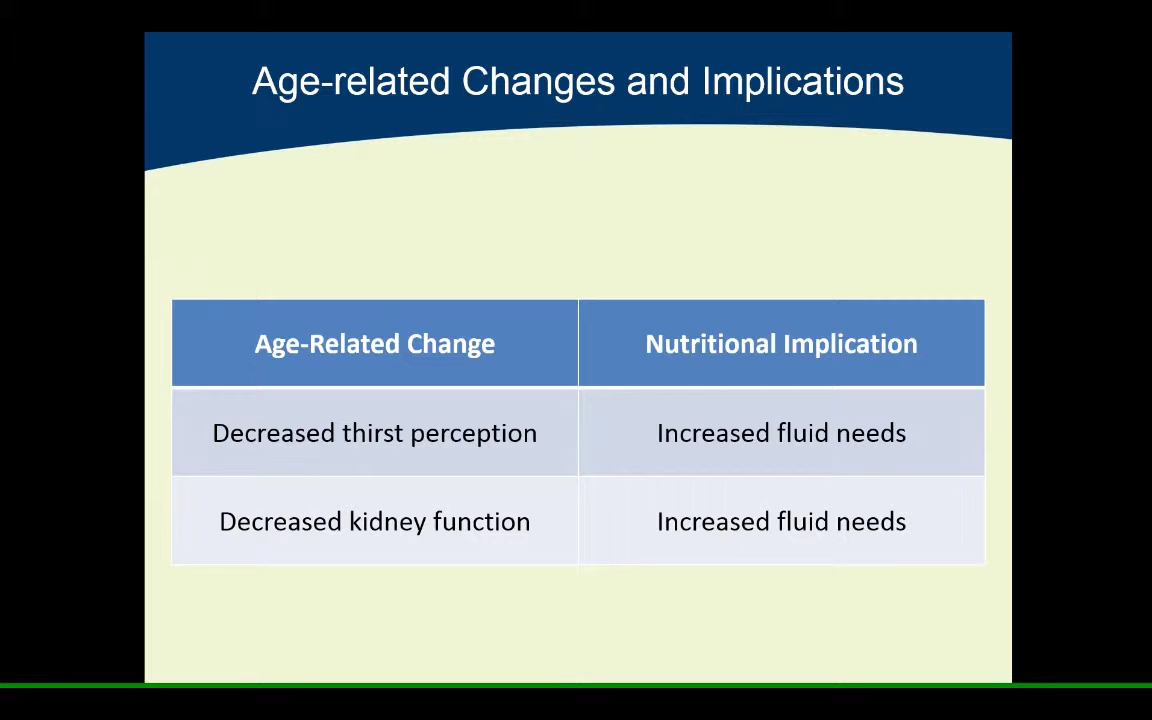 Age-related Changes and Implications
Age-Related Change Nutritional Implication
Decreased thirst perception Increased fluid needs
Decreased kidney function Increased fluid needs